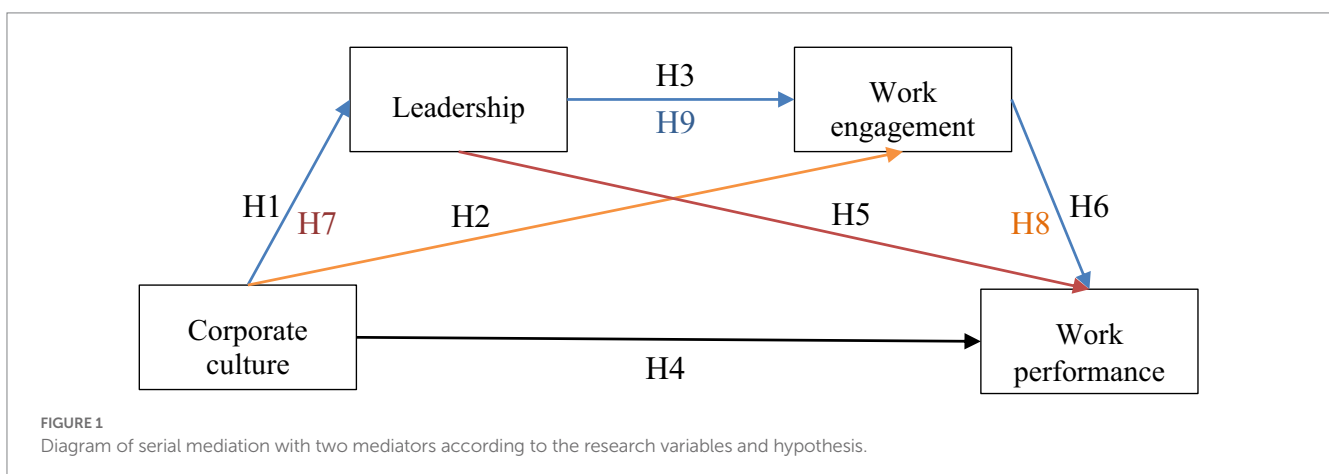 H3
Leadership
Work
engagement
H9
H1
H7
H2
H5
H8
H6
Corporate
culture
Work
performance
H4
FIGURE 1
Diagram of serial mediation with two mediators according to the research variables and hypothesis.